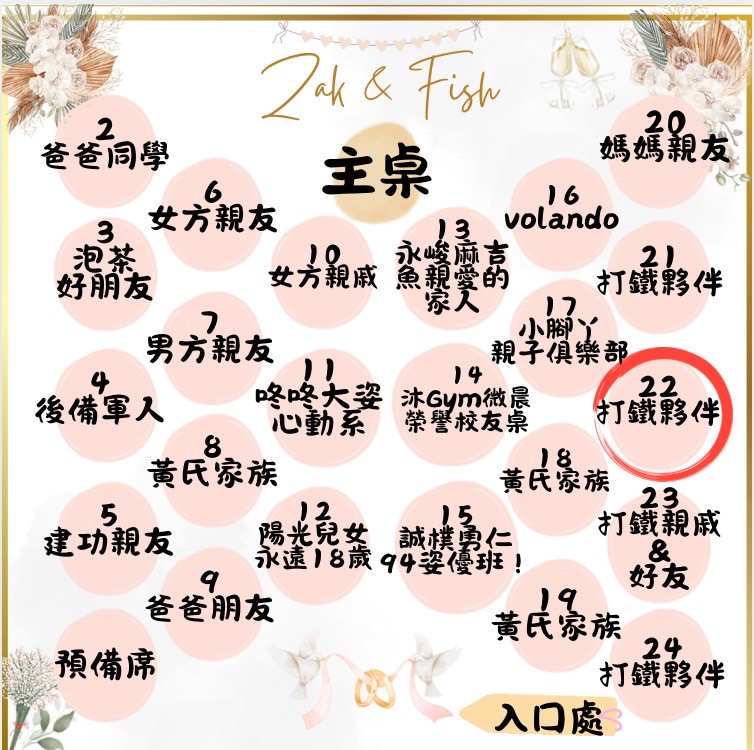 Zak & Fish
主桌
2
爸爸同學
3
泡茶
好朋友
4
後備軍人
5
建功親友
預備席
6
女方親友
7
男方親友
8
黃氏家族
9
爸爸朋友
10
女方親戚
11
咚咚大姿
心動系
12
陽光兒女
永遠18歲
13
永峻麻吉
魚親愛的
家人
14
沐Gym微晨
榮譽校友桌
15
誠樸勇仁
94姿優班!
16
volando
17
小腳丫
親子俱樂部
18
黃氏家族
19
黃氏家族
20
媽媽親友
21
打鐵夥伴
22
打鐵夥伴
23
打鐵親戚
&
好友
24
打鐵夥伴
入口處